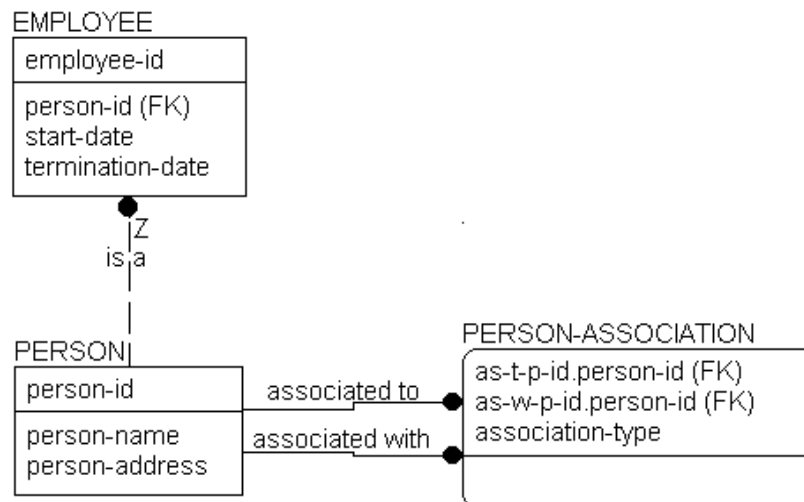 EMPLOYEE
employee-id
person-id (FK)
start-date
termination-date
Z
is a
PERSON
person-id
person-name
person-address
associated to
associated with
PERSON-ASSOCIATION
as-t-p-id.person-id (FK)
as-w-p-id.person-id (FK)
association-type